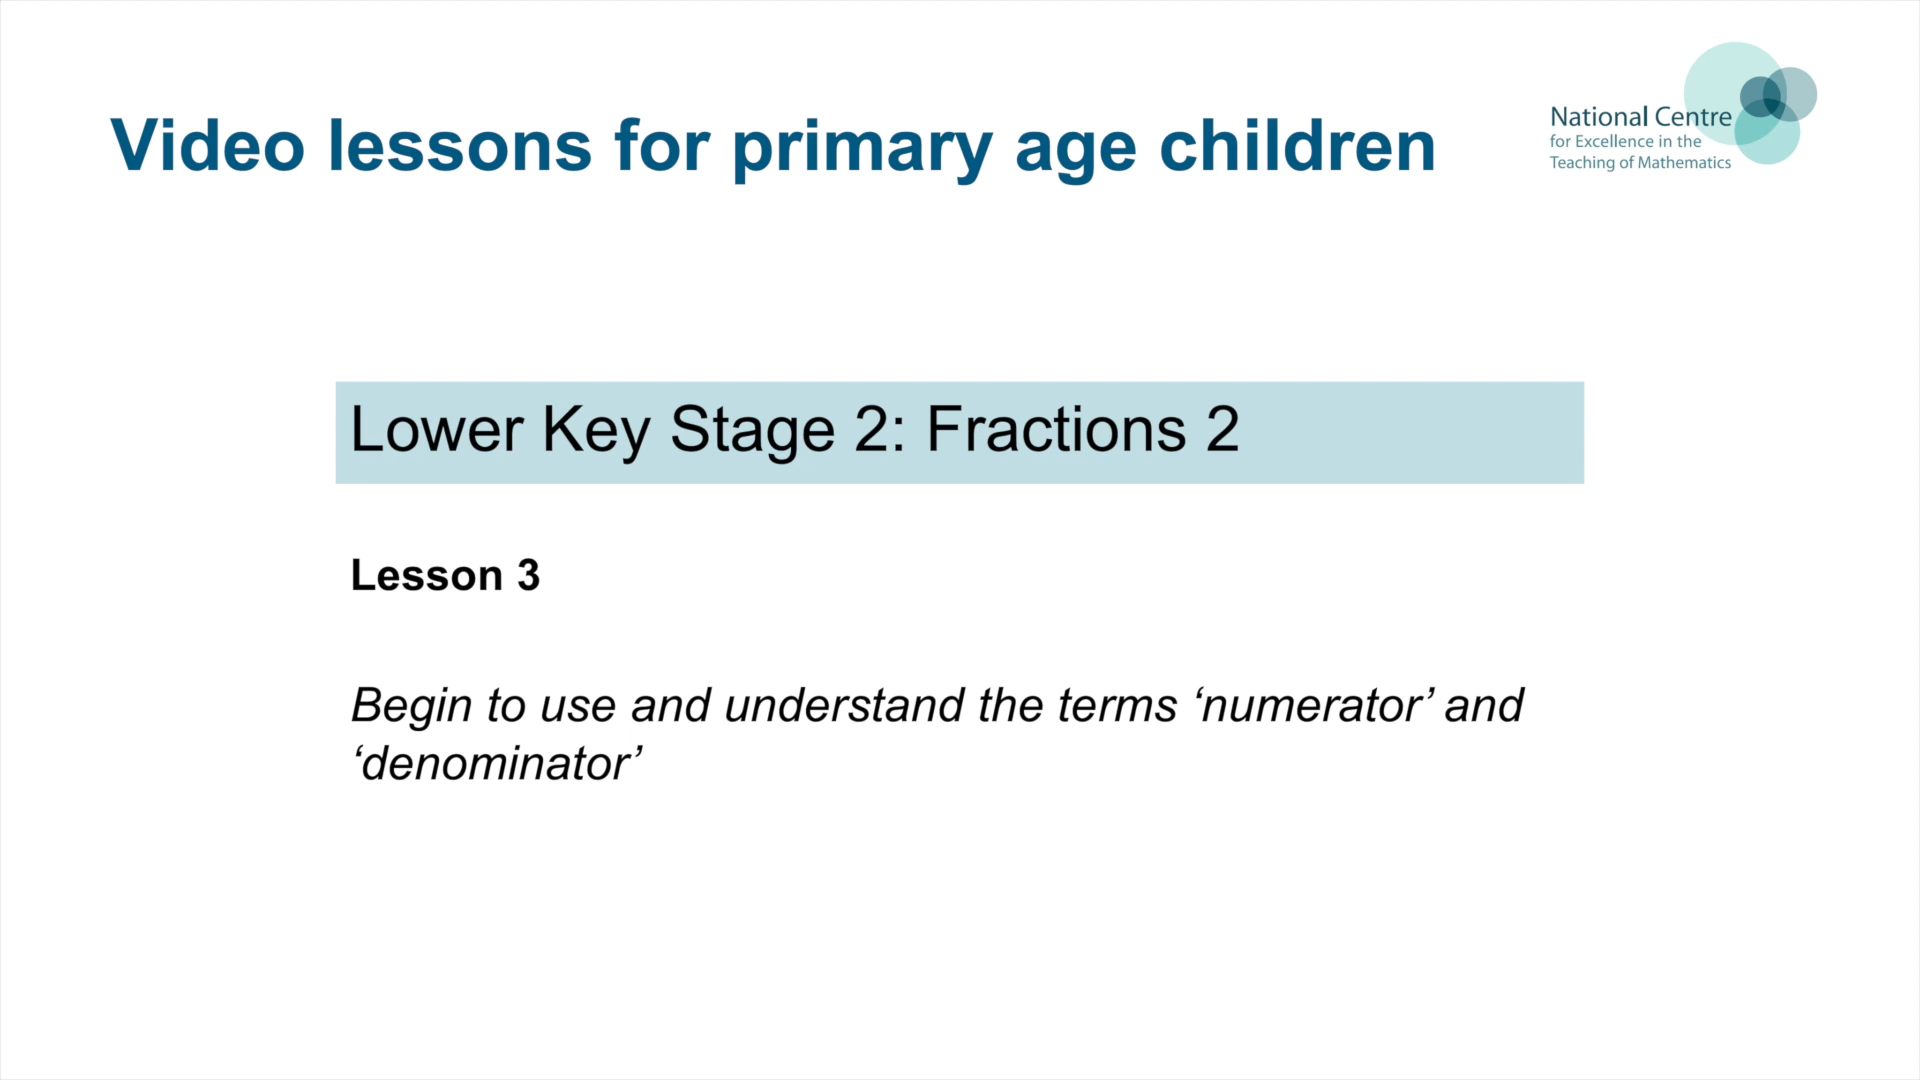 Video lessons for primary age children
National Centre
for Excellence in the
Teaching of Mathematics
Lower Key Stage 2: Fractions 2
Lesson 3
Begin to use and understand the terms ‘numerator’ and
‘denominator’